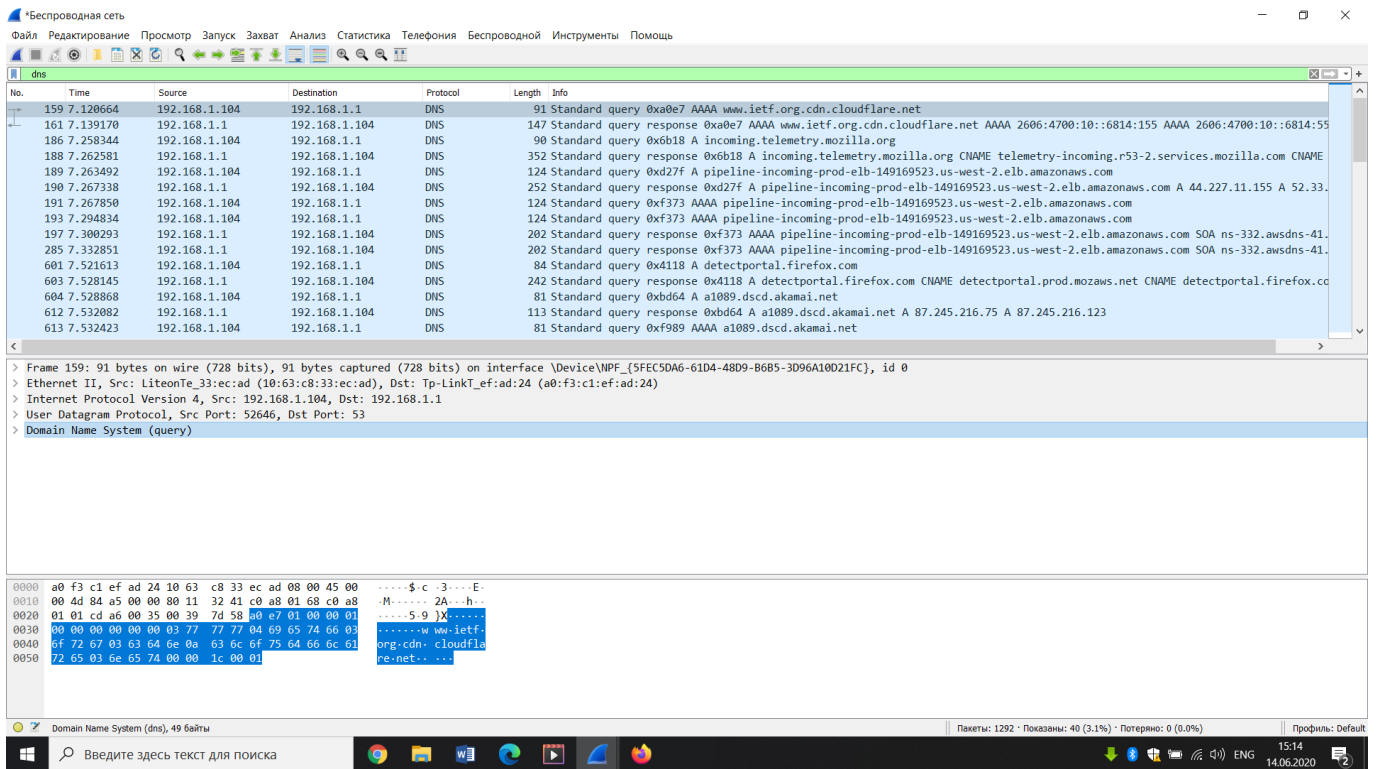 *Беспроводная сеть
Файл Редактирование Просмотр Запуск Захват Анализ Статистика Телефония Беспроводной Инструменты Помощь
dns
No. Time Source Destination Protocol Length Info
159 7.120664 192.168.1.104 192.168.1.1 DNS 91 Standard query 0xa0e7 AAAA www.ietf.org.cdn.cloudflare.net
161 7.139170 192.168.1.1 192.168.1.104 DNS 147 Standard query response 0xa0e7 AAAA www.ietf.org.cdn.cloudflare.net AAAA 2606:4700:10::6814:155 AAAA 2606:4700:10::6814:55
186 7.258344 192.168.1.104 192.168.1.1 DNS 90 Standard query 0x6b18 A incoming.telemetry.mozilla.org
188 7.262581 192.168.1.1 192.168.1.104 DNS 352 Standard query response 0x6b18 A incoming.telemetry.mozilla.org CNAME telemetry-incoming.r53-2.services.mozilla.com CNAME
189 7.263492 192.168.1.104 192.168.1.1 DNS 124 Standard query 0xd27f A pipeline-incoming-prod-elb-149169523.us-west-2.elb.amazonaws.com
190 7.267338 192.168.1.1 192.168.1.104 DNS 252 Standard query response 0xd27f A pipeline-incoming-prod-elb-149169523.us-west-2.elb.amazonaws.com A 44.227.11.155 A 52.33.
191 7.267850 192.168.1.104 192.168.1.1 DNS 124 Standard query 0xf373 AAAA pipeline-incoming-prod-elb-149169523.us-west-2.elb.amazonaws.com
193 7.294834 192.168.1.104 192.168.1.1 DNS 124 Standard query 0xf373 AAAA pipeline-incoming-prod-elb-149169523.us-west-2.elb.amazonaws.com
197 7.300293 192.168.1.1 192.168.1.104 DNS 202 Standard query response 0xf373 AAAA pipeline-incoming-prod-elb-149169523.us-west-2.elb.amazonaws.com SOA ns-332.awsdns-41.
285 7.332851 192.168.1.1 192.168.1.104 DNS 202 Standard query response 0xf373 AAAA pipeline-incoming-prod-elb-149169523.us-west-2.elb.amazonaws.com SOA ns-332.awsdns-41.
601 7.521613 192.168.1.104 192.168.1.1 DNS 84 Standard query 0x4118 A detectportal.firefox.com
603 7.528145 192.168.1.1 192.168.1.104 DNS 242 Standard query response 0x4118 A detectportal.firefox.com CNAME detectportal.prod.mozaws.net CNAME detectportal.firefox.co
604 7.528868 192.168.1.104 192.168.1.1 DNS 81 Standard query 0xbd64 A a1089.dscd.akamai.net
612 7.532082 192.168.1.1 192.168.1.104 DNS 113 Standard query response 0xbd64 A a1089.dscd.akamai.net A 87.245.216.75 A 87.245.216.123
613 7.532423 192.168.1.104 192.168.1.1 DNS 81 Standard query 0xf989 AAAA a1089.dscd.akamai.net
Frame 159: 91 bytes on wire (728 bits), 91 bytes captured (728 bits) on interface \Device\NPF_{5FEC5DA6-61D4-48D9-B6B5-3D96A10D21FC}, id 0
Ethernet II, Src: LiteonTe_33:ec:ad (10:63:c8:33:ec:ad), Dst: Tp-LinkT_ef:ad:24 (a0:f3:c1:ef:ad:24)
Internet Protocol Version 4, Src: 192.168.1.104, Dst: 192.168.1.1
User Datagram Protocol, Src Port: 52646, Dst Port: 53
Domain Name System (query)
0000 a0 f3 c1 ef ad 24 10 63 c8 33 ec ad 08 00 45 00 ·····$·c ·3····E·
0010 00 4d 84 a5 00 00 80 11 32 41 c0 a8 01 68 c0 a8 ·M······ 2A···h··
0020 01 01 cd a6 00 35 00 39 7d 58 a0 e7 01 00 00 01 ·····5·9 }X······
0030 00 00 00 00 00 00 03 77 77 77 04 69 65 74 66 03 ·······w ww·ietf·
0040 6f 72 67 03 63 64 6e 0a 63 6c 6f 75 64 66 6c 61 org·cdn· cloudfla
0050 72 65 03 6e 65 74 00 00 1c 00 01 re·net·· ···
Domain Name System (dns), 49 байты Пакеты: 1292 · Показаны: 40 (3.1%) · Потеряно: 0 (0.0%) Профиль: Default
Введите здесь текст для поиска ENG 15:14
14.06.2020 2